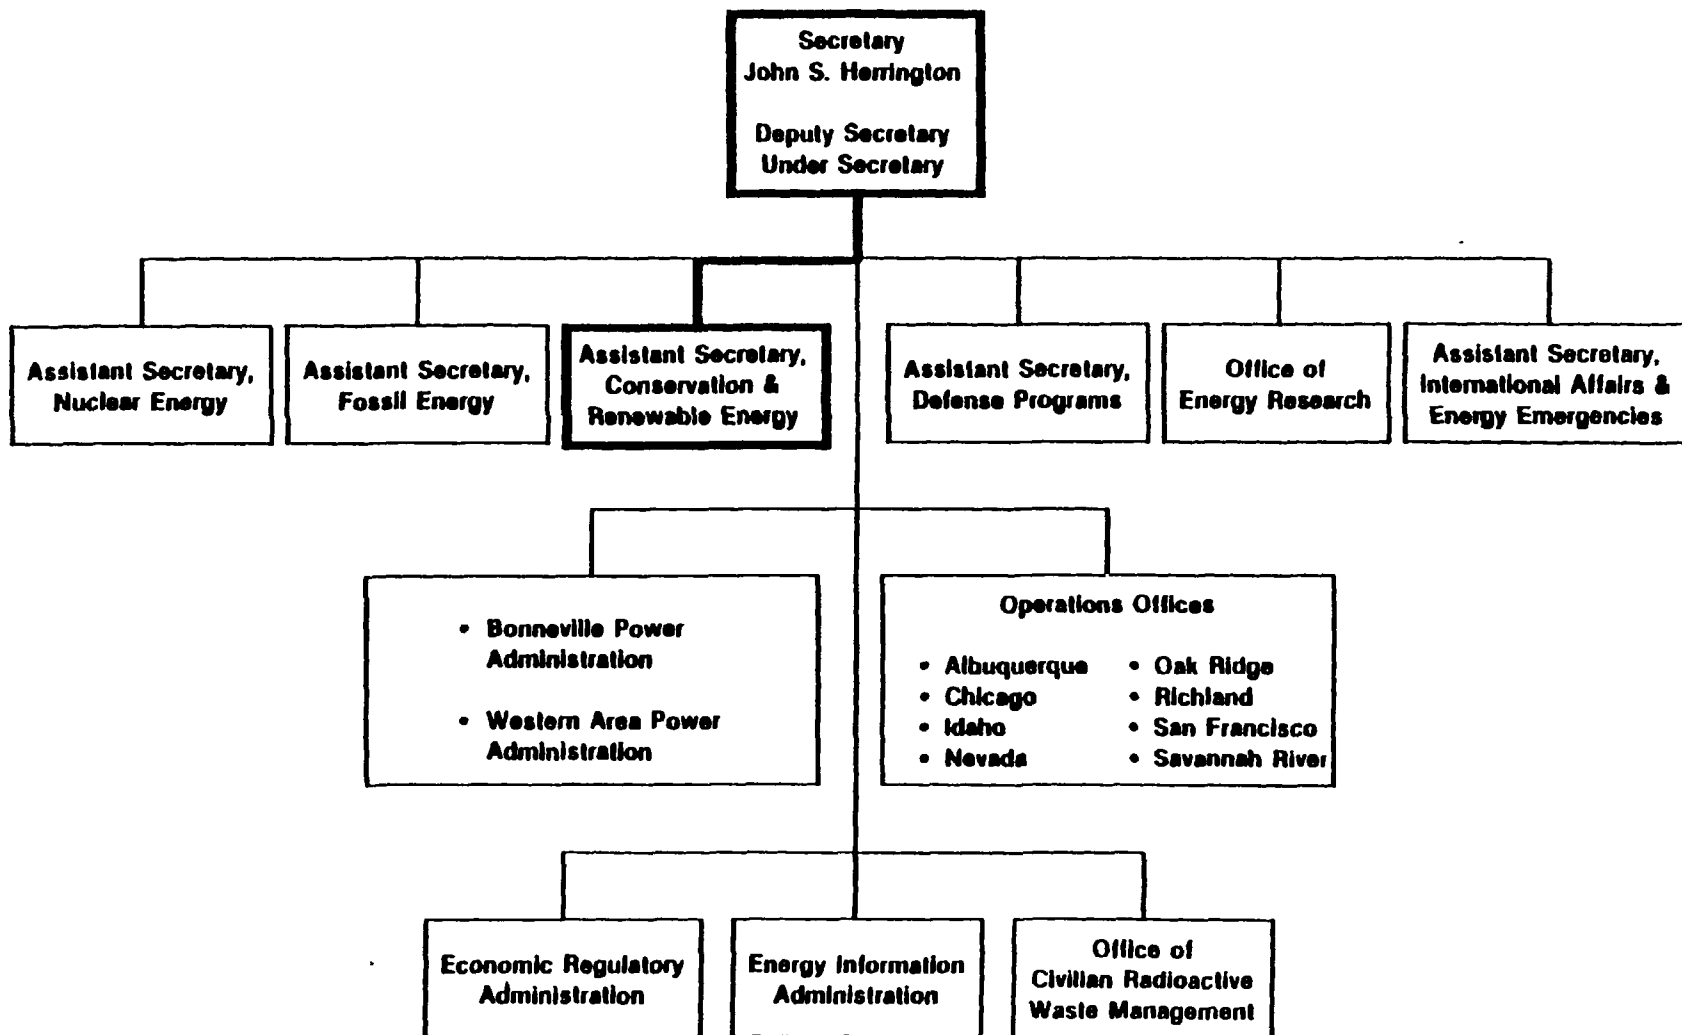 Secretary
John S. Herrington
Deputy Secretary
Under Secretary
Assistant Secretary,
Nuclear Energy
Assistant Secretary,
Fossil Energy
Assistant Secretary,
Conservation &
Renewable Energy
Assistant Secretary,
Defense Programs
Office of
Energy Research
Assistant Secretary,
International Affairs &
Energy Emergencies
• Bonneville Power
Administration
• Western Area Power
Administration
Operations Offices
• Albuquerque
• Chicago
• Idaho
• Nevada
• Oak Ridge
• Richland
• San Francisco
• Savannah River
Economic Regulatory
Administration
Energy Information
Administration
Office of
Civilian Radioactive
Waste Management